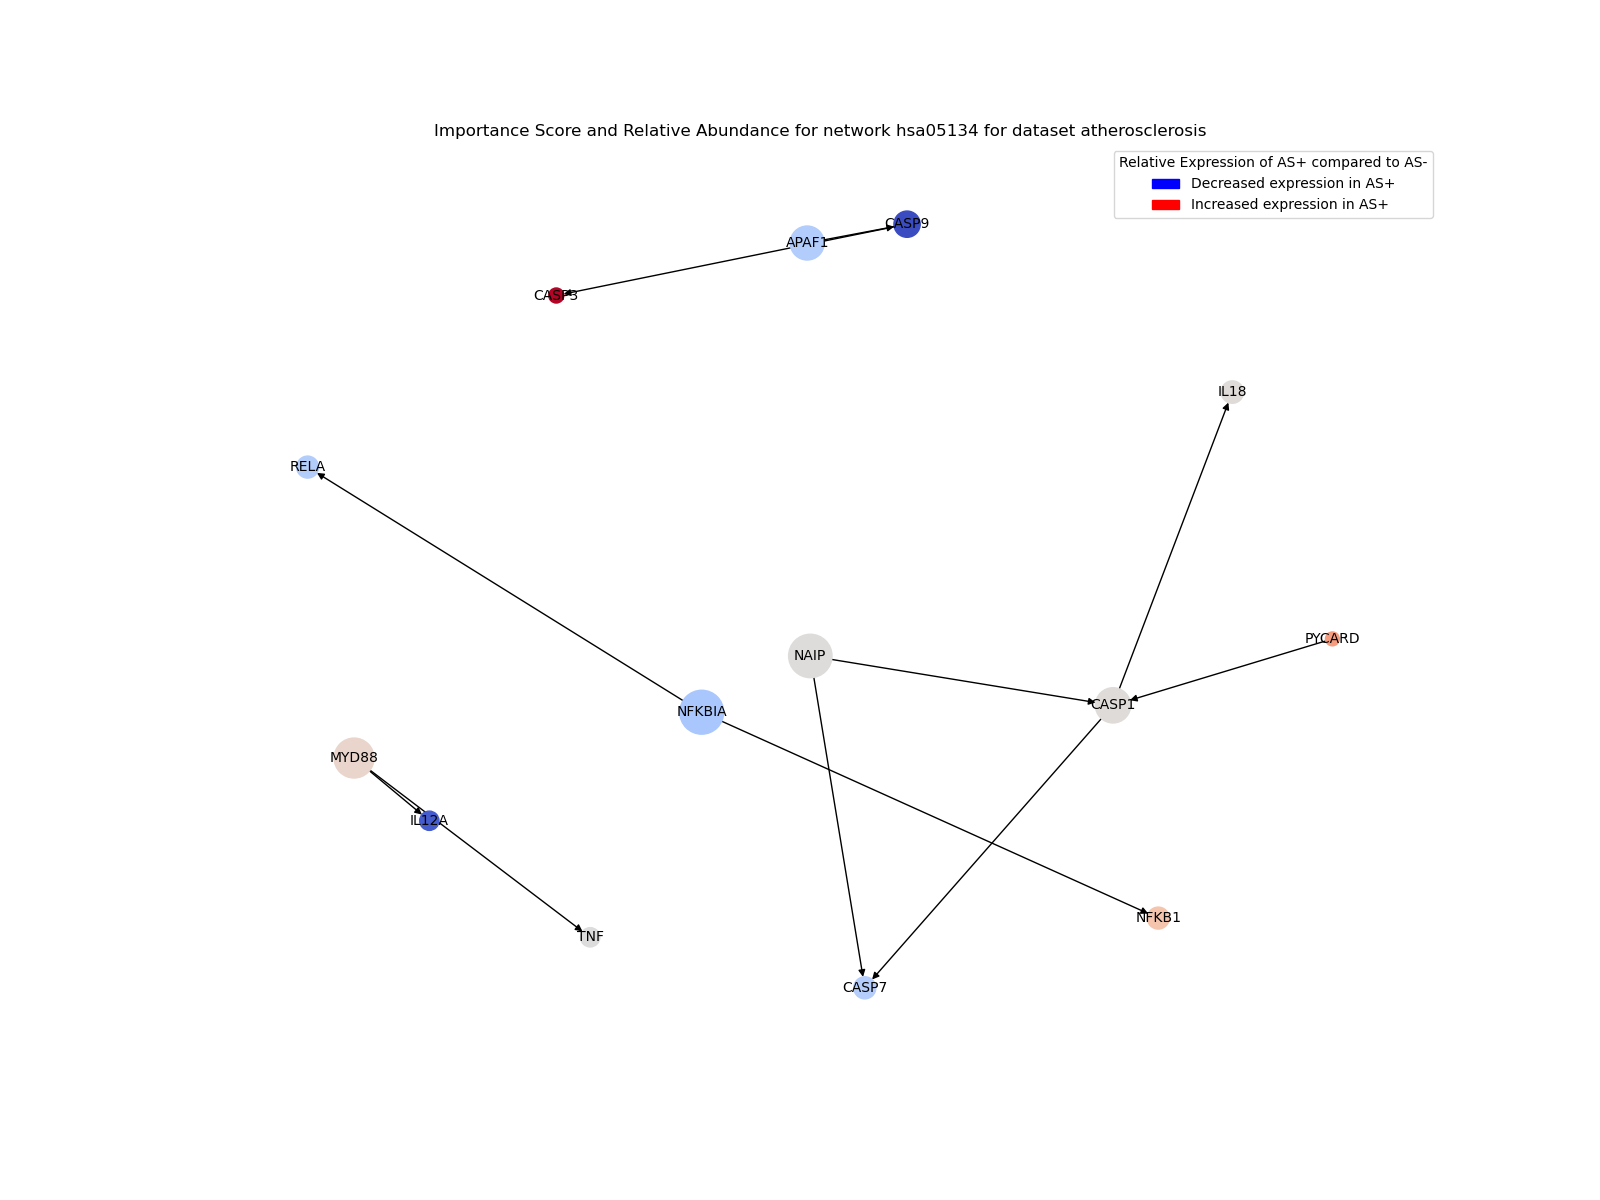 Importance Score and Relative Abundance for network hsa05134 for dataset atherosclerosis
Relative Expression of AS+ compared to AS-
Decreased expression in AS+
Increased expression in AS+
CASP9
APAF1
CASP3
IL18
RELA
PYCARD
NAIP
CASP1
NFKBIA
MYD88
IL12A
NFKB1
TNF
CASP7